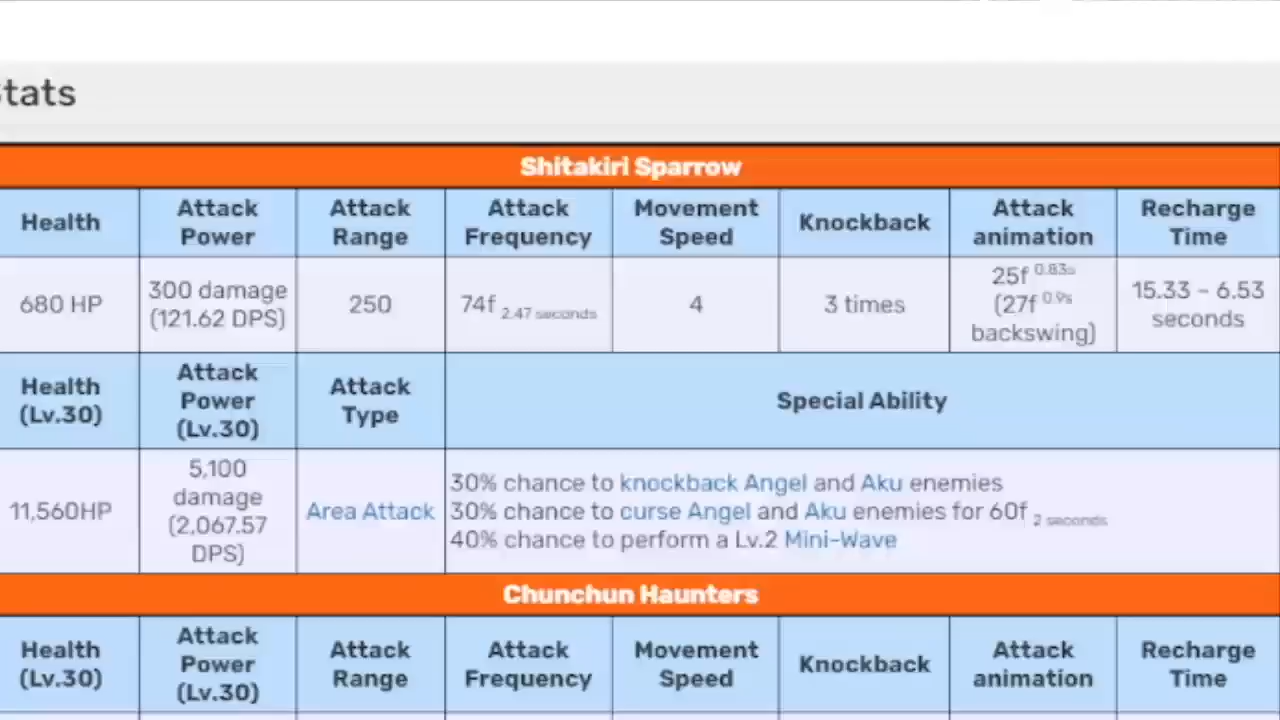 Stats
Shitakiri Sparrow
Health
Attack Power
Attack Range
Attack Frequency
Movement Speed
Knockback
Attack animation
Recharge Time
680 HP
300 damage (121.62 DPS)
250
74f 2.47 seconds
4
3 times
25f 0.83s (27f 0.9s backswing)
15.33 - 6.53 seconds
Health (Lv.30)
Attack Power (Lv.30)
Attack Type
Special Ability
11,560HP
5,100 damage (2,067.57 DPS)
Area Attack
30% chance to knockback Angel and Aku enemies
30% chance to curse Angel and Aku enemies for 60f 2 seconds
40% chance to perform a Lv.2 Mini-Wave
Chunchun Haunters
Health (Lv.30)
Attack Power (Lv.30)
Attack Range
Attack Frequency
Movement Speed
Knockback
Attack animation
Recharge Time